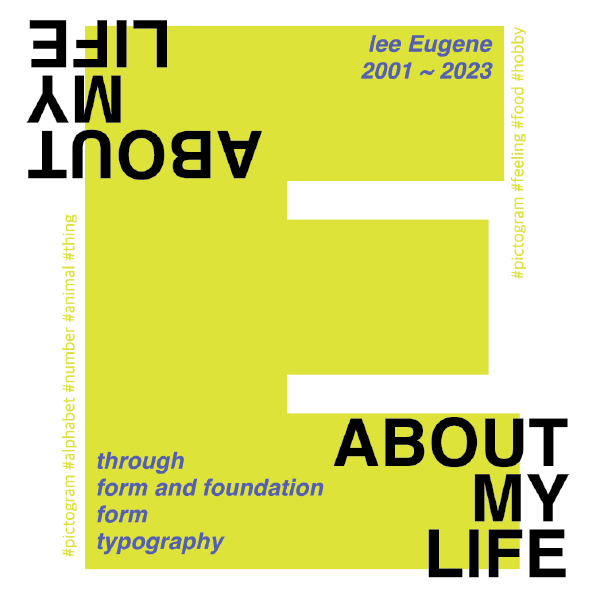 ABOUT
MY
LIFE
lee Eugene
2001 ~ 2023
#pictogram #feeling #food #hobby
#pictogram #alphabet #number #animal #thing
E
through
form and foundation
form
typography
ABOUT
MY
LIFE